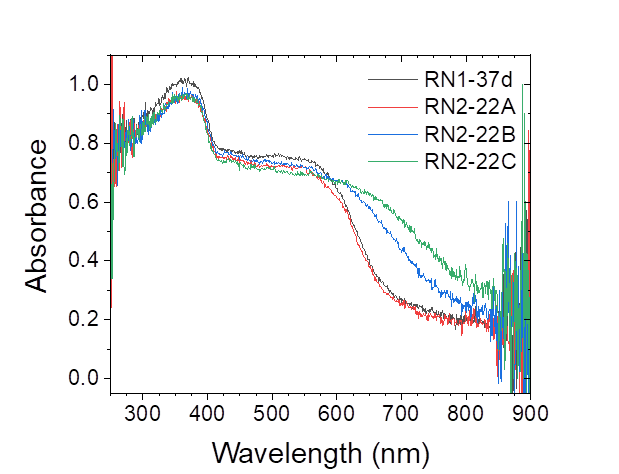 RN1-37d
RN2-22A
RN2-22B
RN2-22C
1.0
0.8
0.6
0.4
0.2
0.0
Absorbance
300 400 500 600 700 800 900
Wavelength (nm)